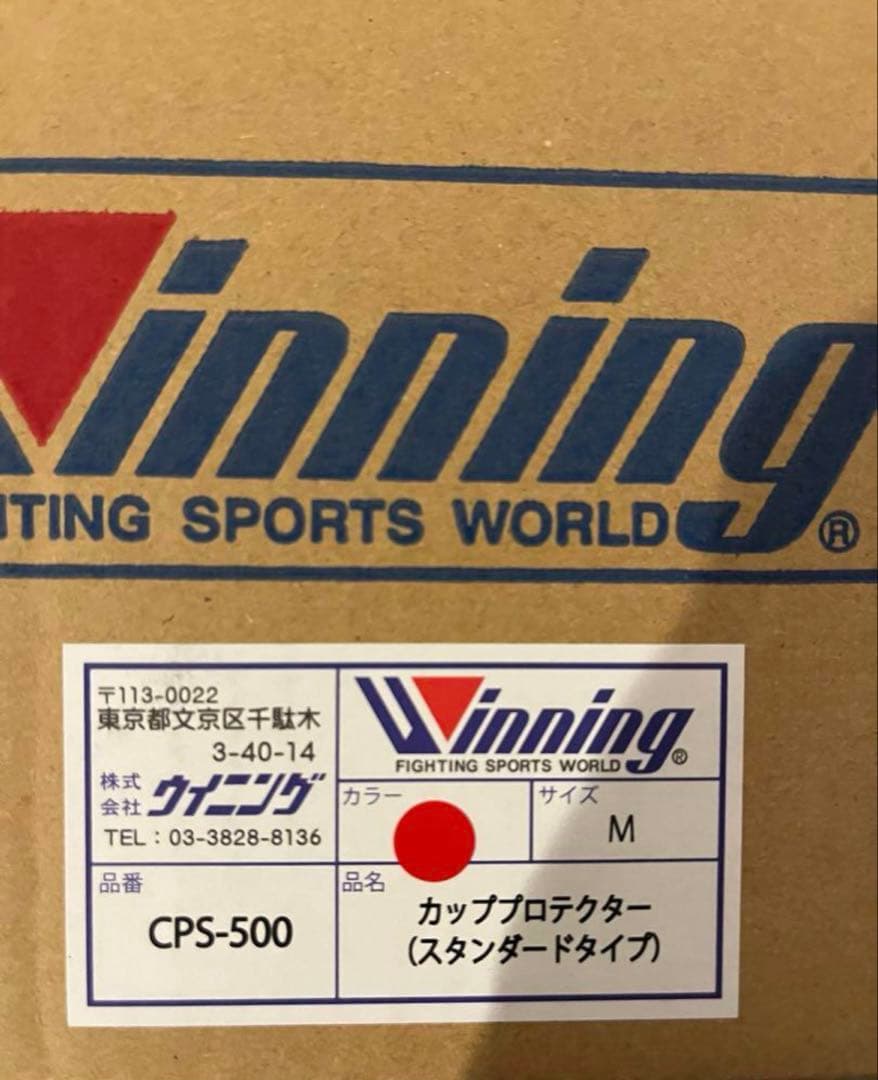 Winning
TING SPORTS WORLD
®
〒113-0022
東京都文京区千駄木
3-40-14
株式
会社 ウイニング
TEL：03-3828-8136
Winning
FIGHTING SPORTS WORLD ®
カラー
サイズ
M
品番
CPS-500
品名
カッププロテクター
(スタンダードタイプ)